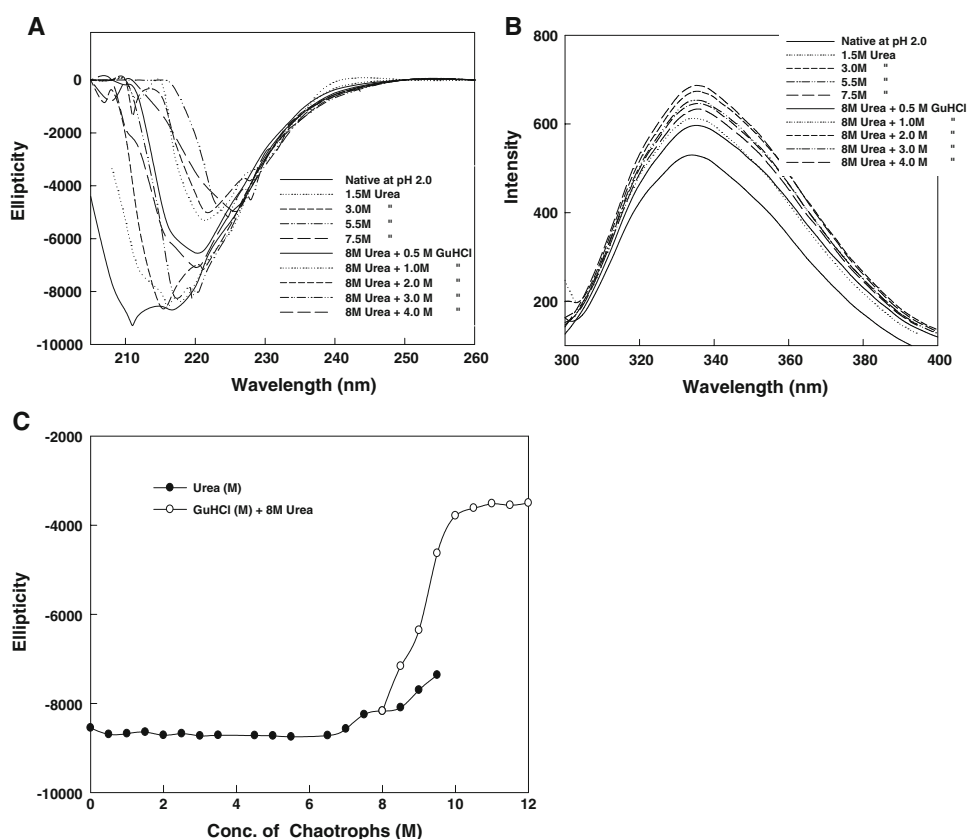 A
0
-2000
-4000
-6000
-8000
-10000
Ellipticity
210 220 230 240 250 260
Wavelength (nm)
Native at pH 2.0
1.5M Urea
3.0M "
5.5M "
7.5M "
8M Urea + 0.5 M GuHCl
8M Urea + 1.0M "
8M Urea + 2.0 M "
8M Urea + 3.0 M "
8M Urea + 4.0 M "
B
800
600
400
200
Intensity
300 320 340 360 380 400
Wavelength (nm)
Native at pH 2.0
1.5M Urea
3.0M "
5.5M "
7.5M "
8M Urea + 0.5 M GuHCl
8M Urea + 1.0M "
8M Urea + 2.0 M "
8M Urea + 3.0 M "
8M Urea + 4.0 M "
C
-2000
-4000
-6000
-8000
-10000
Ellipticity
Urea (M)
GuHCl (M) + 8M Urea
0 2 4 6 8 10 12
Conc. of Chaotrophs (M)